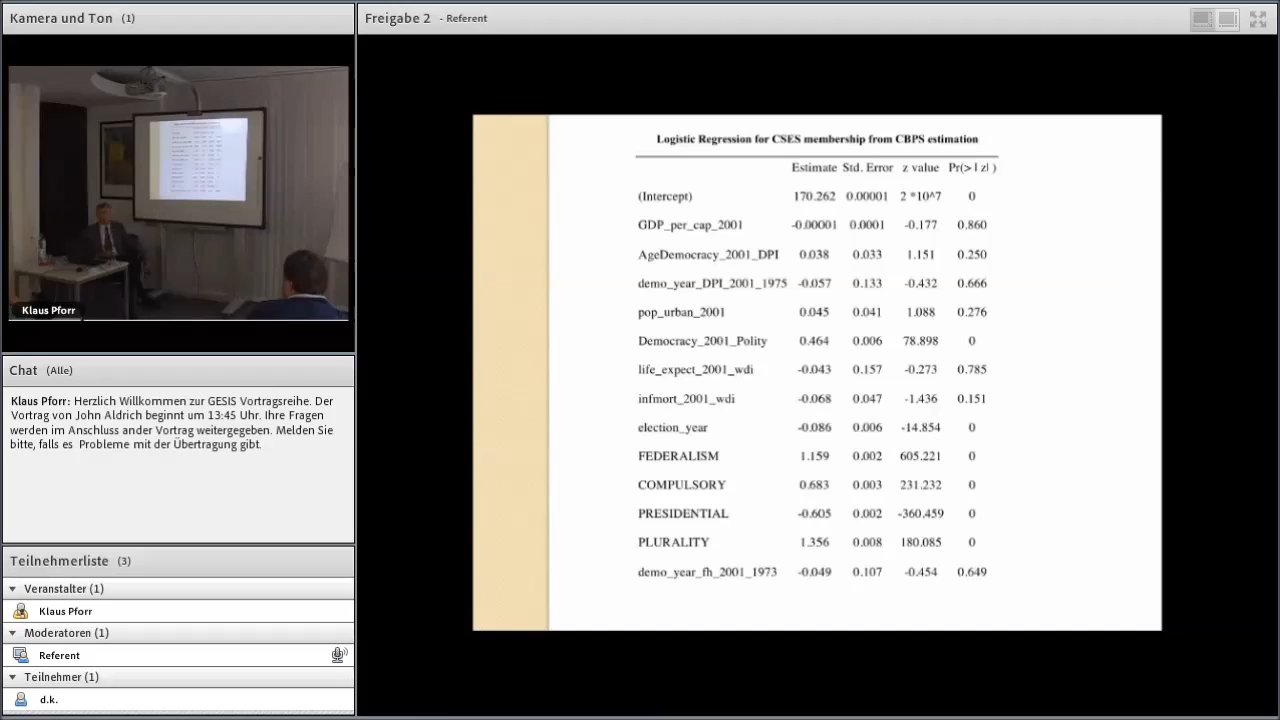 Kamera und Ton (1)
Klaus Pforr
Chat (Alle)
Klaus Pforr: Herzlich Willkommen zur GESIS Vortragsreihe. Der
Vortrag von John Aldrich beginnt um 13:45 Uhr. Ihre Fragen
werden im Anschluss ander Vortrag weitergegeben. Melden Sie
bitte, falls es Probleme mit der Übertragung gibt.
Teilnehmerliste (3)
Veranstalter (1)
Klaus Pforr
Moderatoren (1)
Referent
Teilnehmer (1)
d.k.
Freigabe 2 - Referent
Logistic Regression for CSES membership from CBPS estimation
Estimate Std. Error z value Pr(> | z| )
(Intercept) 170.262 0.00001 2 *10^7 0
GDP_per_cap_2001 -0.00001 0.0001 -0.177 0.860
AgeDemocracy_2001_DPI 0.038 0.033 1.151 0.250
demo_year_DPI_2001_1975 -0.057 0.133 -0.432 0.666
pop_urban_2001 0.045 0.041 1.088 0.276
Democracy_2001_Polity 0.464 0.006 78.898 0
life_expect_2001_wdi -0.043 0.157 -0.273 0.785
infmort_2001_wdi -0.068 0.047 -1.436 0.151
election_year -0.086 0.006 -14.854 0
FEDERALISM 1.159 0.002 605.221 0
COMPULSORY 0.683 0.003 231.232 0
PRESIDENTIAL -0.605 0.002 -360.459 0
PLURALITY 1.356 0.008 180.085 0
demo_year_fh_2001_1973 -0.049 0.107 -0.454 0.649